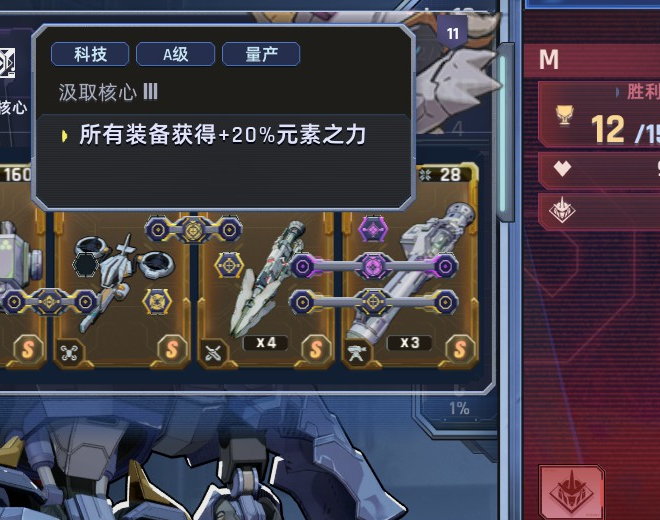 科技 A级 量产
11
汲取核心 III
所有装备获得+20%元素之力
核心
4
160
28
S
x4
S
x3
S
S
1%
M
胜利
12 /15